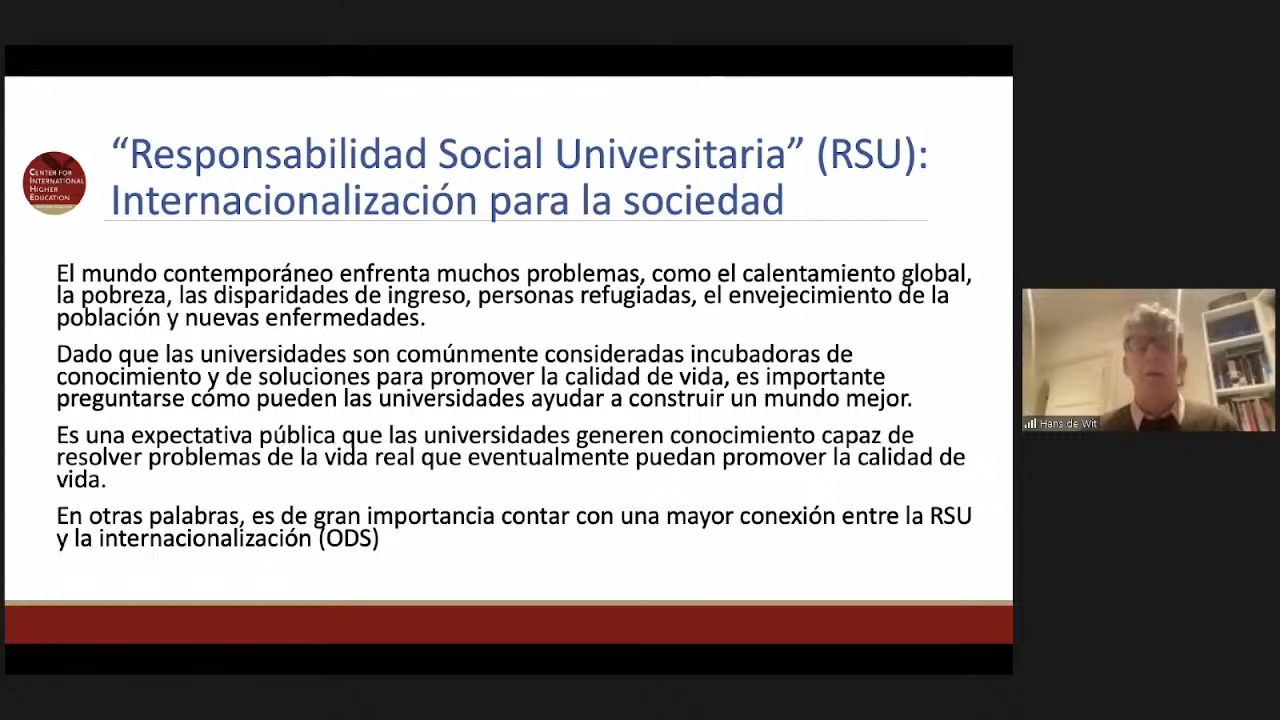 “Responsabilidad Social Universitaria” (RSU):
Internacionalización para la sociedad
CENTER FOR
INTERNATIONAL
HIGHER
EDUCATION
El mundo contemporáneo enfrenta muchos problemas, como el calentamiento global,
la pobreza, las disparidades de ingreso, personas refugiadas, el envejecimiento de la
población y nuevas enfermedades.
Dado que las universidades son comúnmente consideradas incubadoras de
conocimiento y de soluciones para promover la calidad de vida, es importante
preguntarse cómo pueden las universidades ayudar a construir un mundo mejor.
Es una expectativa pública que las universidades generen conocimiento capaz de
resolver problemas de la vida real que eventualmente puedan promover la calidad de
vida.
En otras palabras, es de gran importancia contar con una mayor conexión entre la RSU
y la internacionalización (ODS)
Hans de Wit